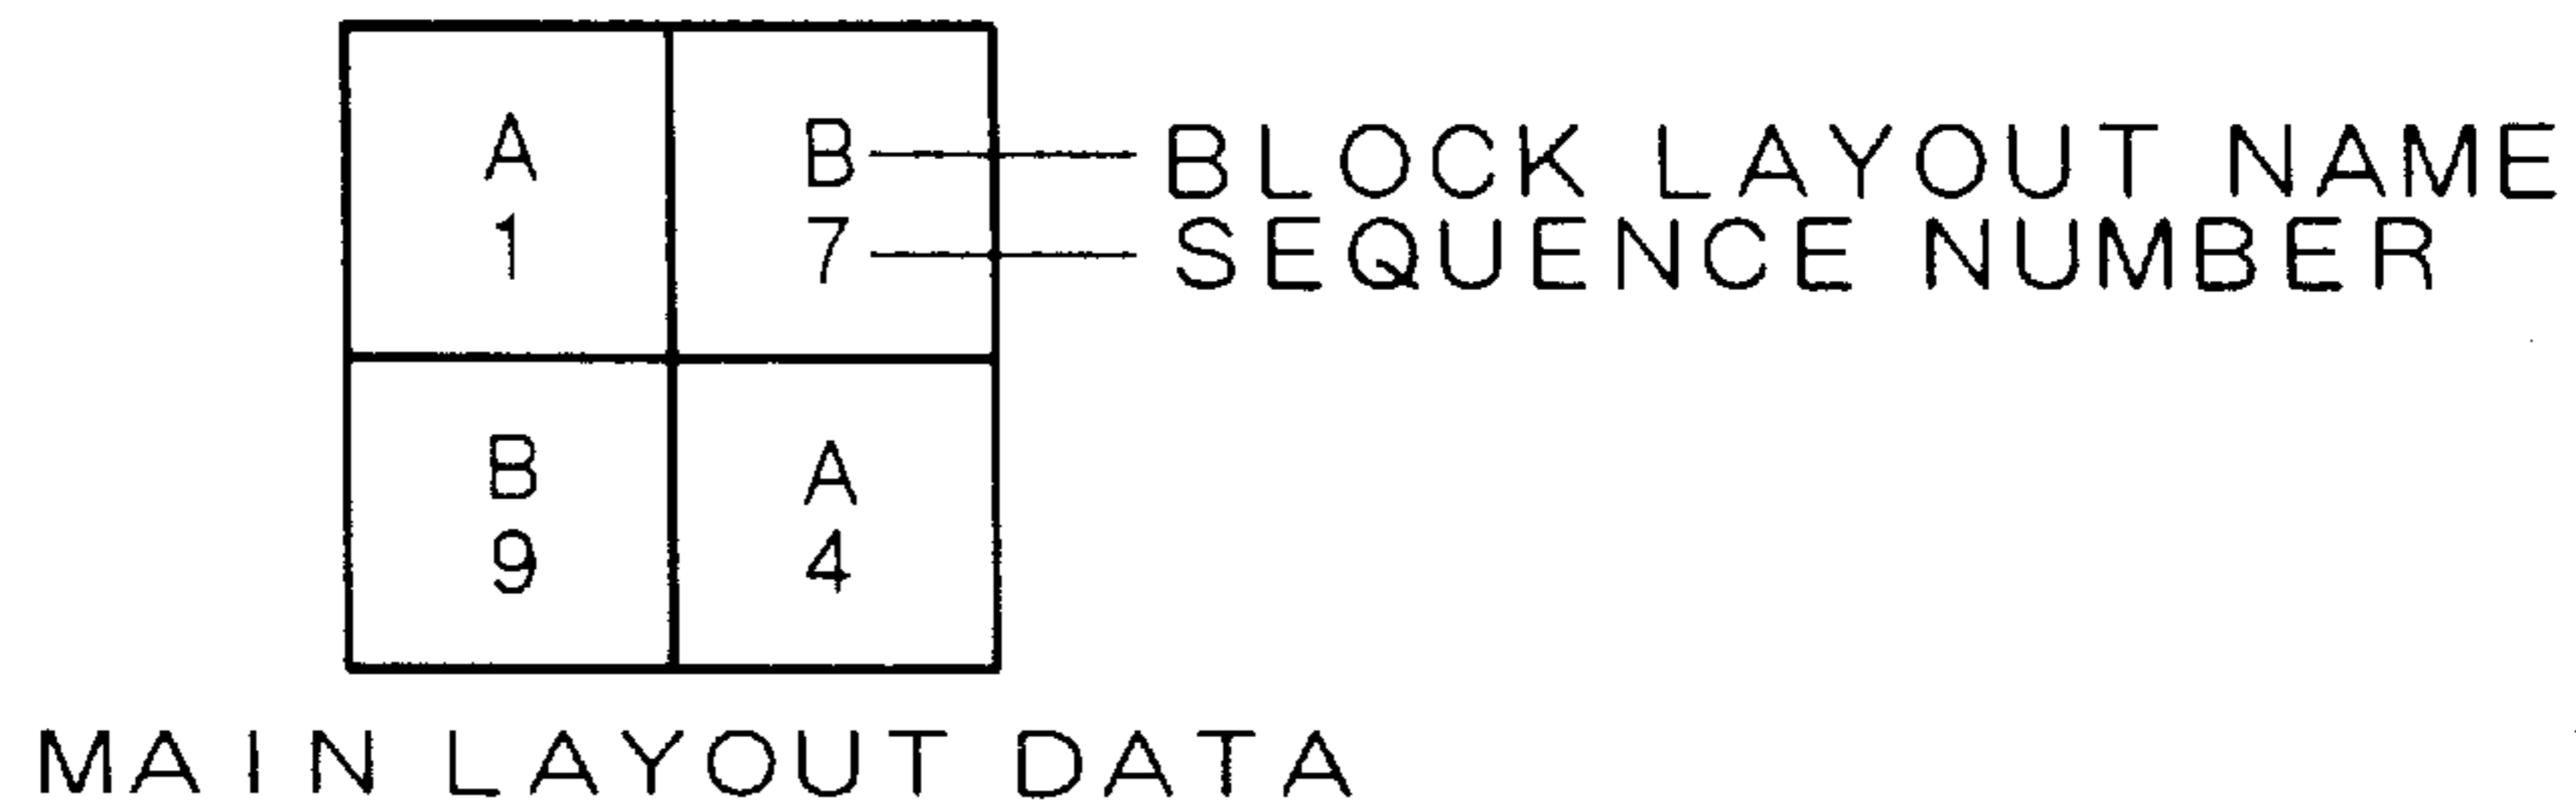 A B BLOCK LAYOUT NAME
1 7 SEQUENCE NUMBER
B A
9 4
MAIN LAYOUT DATA